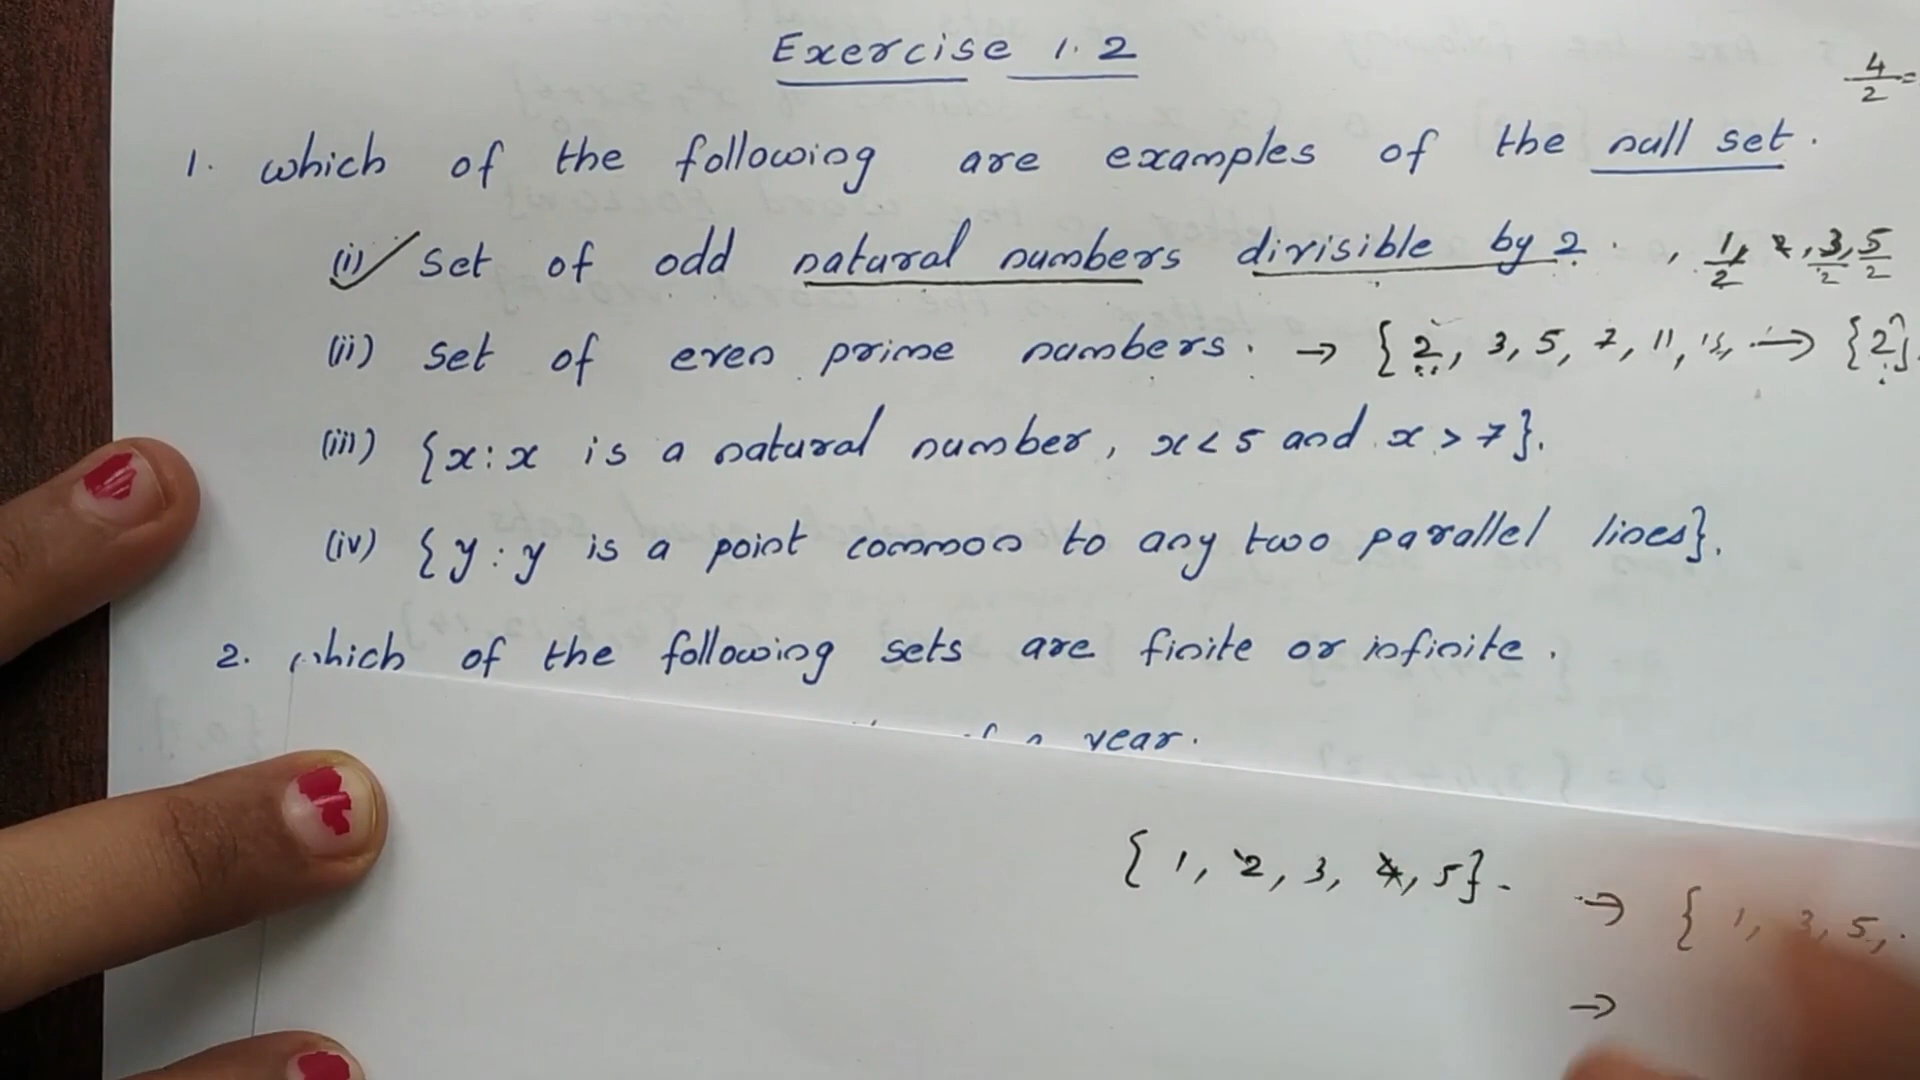 Exercise 1.2
4/2 =
1. which of the following are examples of the null set.
(i) set of odd natural numbers divisible by 2. , 1/2, 2, 3/2, 5/2
(ii) set of even prime numbers. → {2, 3, 5, 7, 11, 13, → {2}.
(iii) {x : x is a natural number, x < 5 and x > 7}.
(iv) {y : y is a point common to any two parallel lines}.
2. which of the following sets are finite or infinite.
year.
{ 1, 2, 3, 4, 5}.
→ { 1, 3, 5, .
→